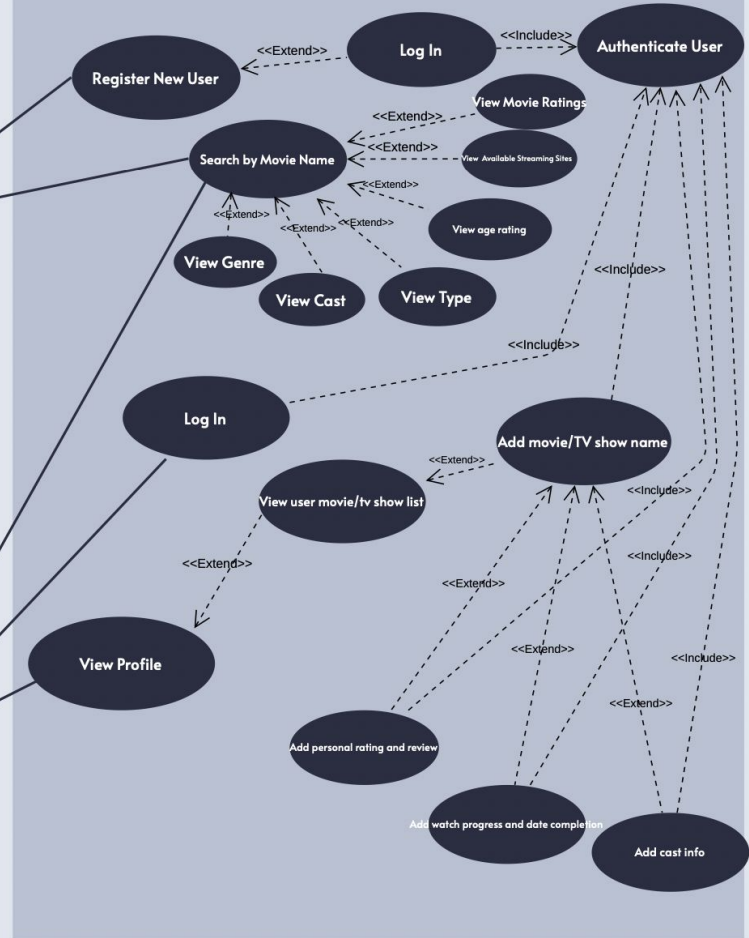 Register New User
<<Extend>>
Log In
<<Include>>
Authenticate User
View Movie Ratings
<<Extend>>
Search by Movie Name
<<Extend>>
View Available Streaming Sites
<<Extend>>
View age rating
<<Extend>>
<<Extend>>
<<Extend>>
View Genre
View Cast
View Type
<<Include>>
<<Include>>
Log In
Add movie/TV show name
<<Extend>>
View user movie/tv show list
<<Include>>
<<Extend>>
<<Include>>
<<Extend>>
<<Extend>>
<<Include>>
View Profile
<<Extend>>
Add personal rating and review
Add watch progress and date completion
Add cast info